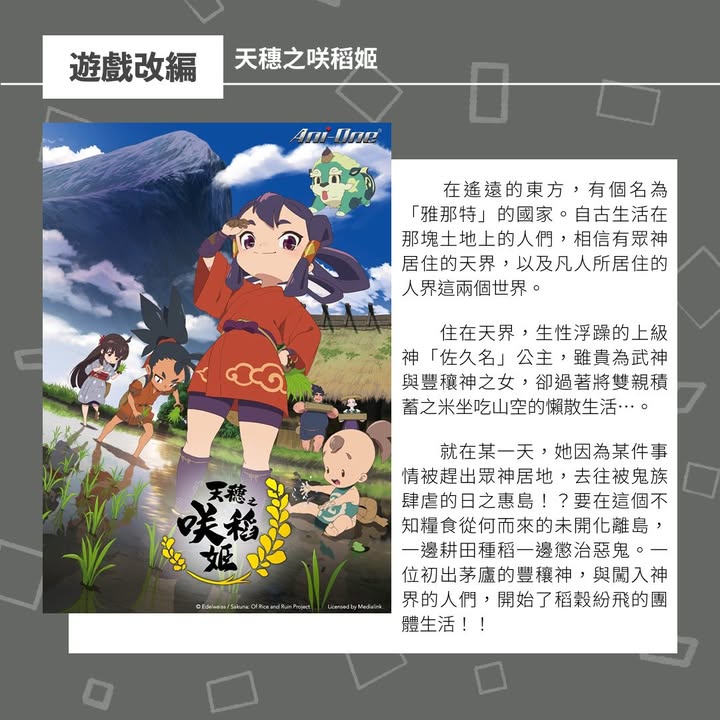 遊戲改編
天穗之咲稻姬
Ani-One
天穗之
咲稻
姬
© Edelweiss / Sakuna: Of Rice and Ruin Project
Licensed by Medialink
在遙遠的東方，有個名為
「雅那特」的國家。自古生活在
那塊土地上的人們，相信有眾神
居住的天界，以及凡人所居住的
人界這兩個世界。
住在天界，生性浮躁的上級
神「佐久名」公主，雖貴為武神
與豐穰神之女，卻過著將雙親積
蓄之米坐吃山空的懶散生活⋯。
就在某一天，她因為某件事
情被趕出眾神居地，去往被鬼族
肆虐的日之惠島！？要在這個不
知糧食從何而來的未開化離島，
一邊耕田種稻一邊懲治惡鬼。一
位初出茅廬的豐穰神，與闖入神
界的人們，開始了稻穀紛飛的團
體生活！！